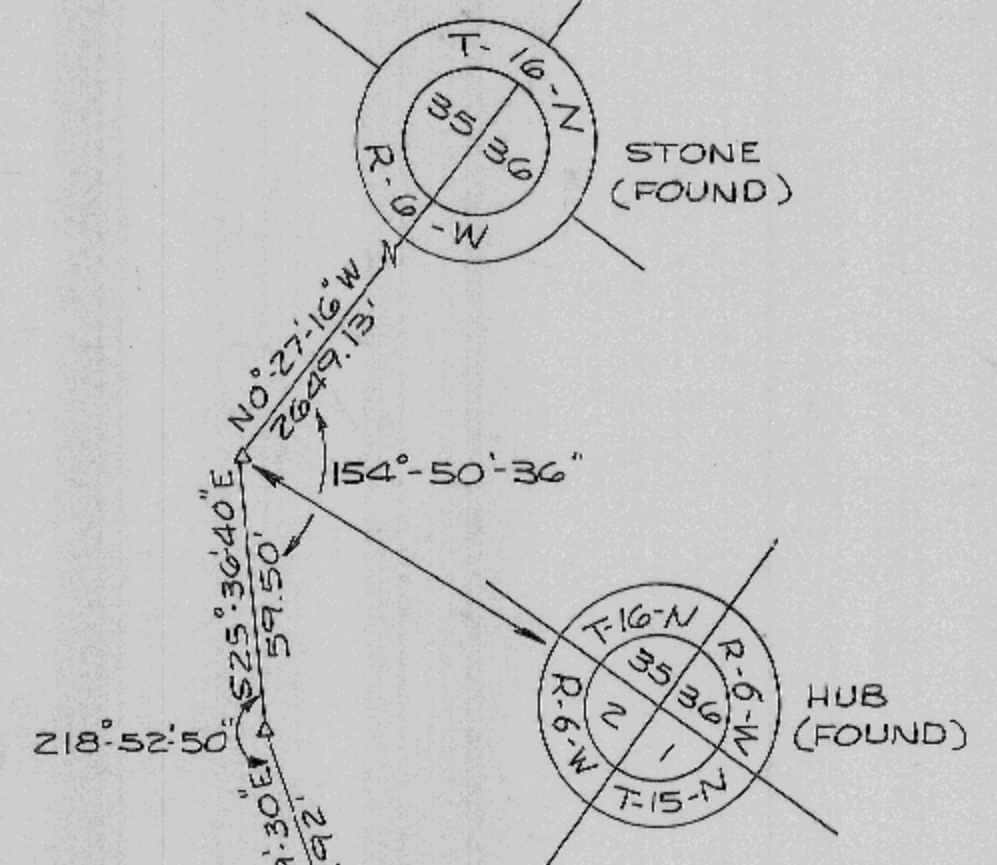 T-16-N
35
36
R-6-W
STONE
(FOUND)
N0°-27'-16"W
2649.13'
154°-50'-36"
S25°-36'-40"E
59.50'
218°-52'-50"
T-16-N
R-6-W
35
36
2
1
R-6-W
T-15-N
HUB
(FOUND)